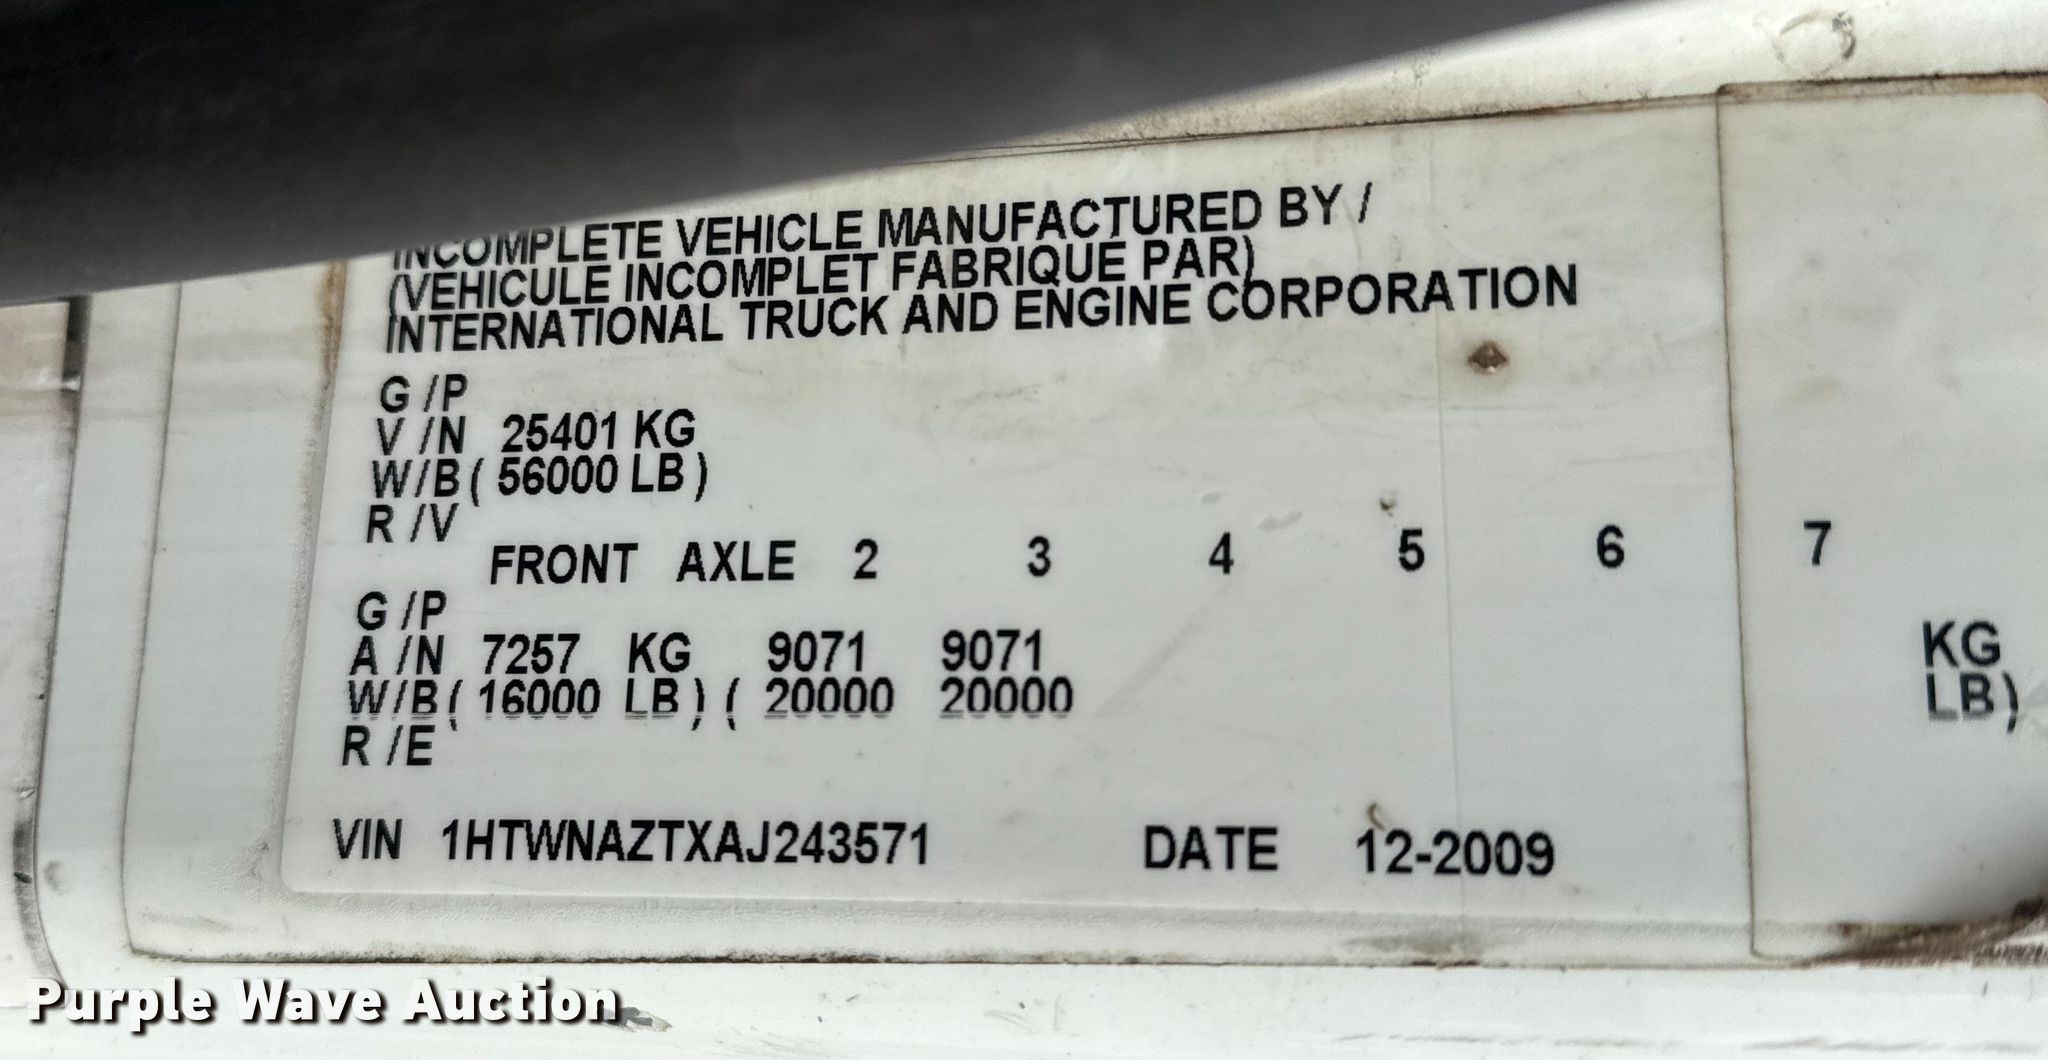 INCOMPLETE VEHICLE MANUFACTURED BY /
(VEHICULE INCOMPLET FABRIQUE PAR)
INTERNATIONAL TRUCK AND ENGINE CORPORATION
G /P
V /N 25401 KG
W/B ( 56000 LB )
R /V
FRONT AXLE 2 3 4 5 6 7
G /P
A /N 7257 KG 9071 9071 KG
W/B ( 16000 LB ) ( 20000 20000 LB )
R /E
VIN 1HTWNAZTXAJ243571 DATE 12-2009
Purple Wave Auction